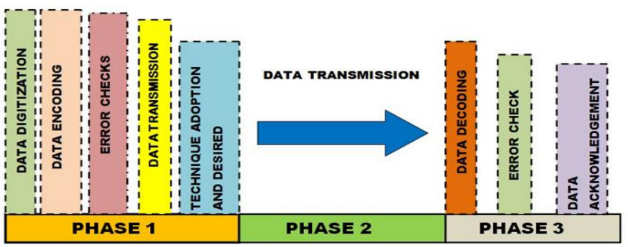 DATA DIGITIZATION
DATA ENCODING
ERROR CHECKS
DATA TRANSMISSION
TECHNIQUE ADOPTION
AND DESIRED
DATA TRANSMISSION
DATA DECODING
ERROR CHECK
DATA
ACKNOWLEDGEMENT
PHASE 1
PHASE 2
PHASE 3